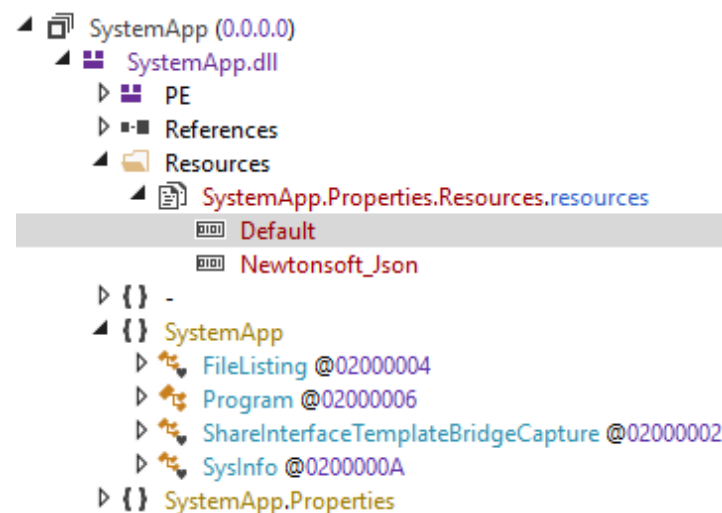 SystemApp (0.0.0.0)
SystemApp.dll
PE
References
Resources
SystemApp.Properties.Resources.resources
Default
Newtonsoft_Json
{ } -
{ } SystemApp
FileListing @02000004
Program @02000006
ShareInterfaceTemplateBridgeCapture @02000002
SysInfo @0200000A
{ } SystemApp.Properties